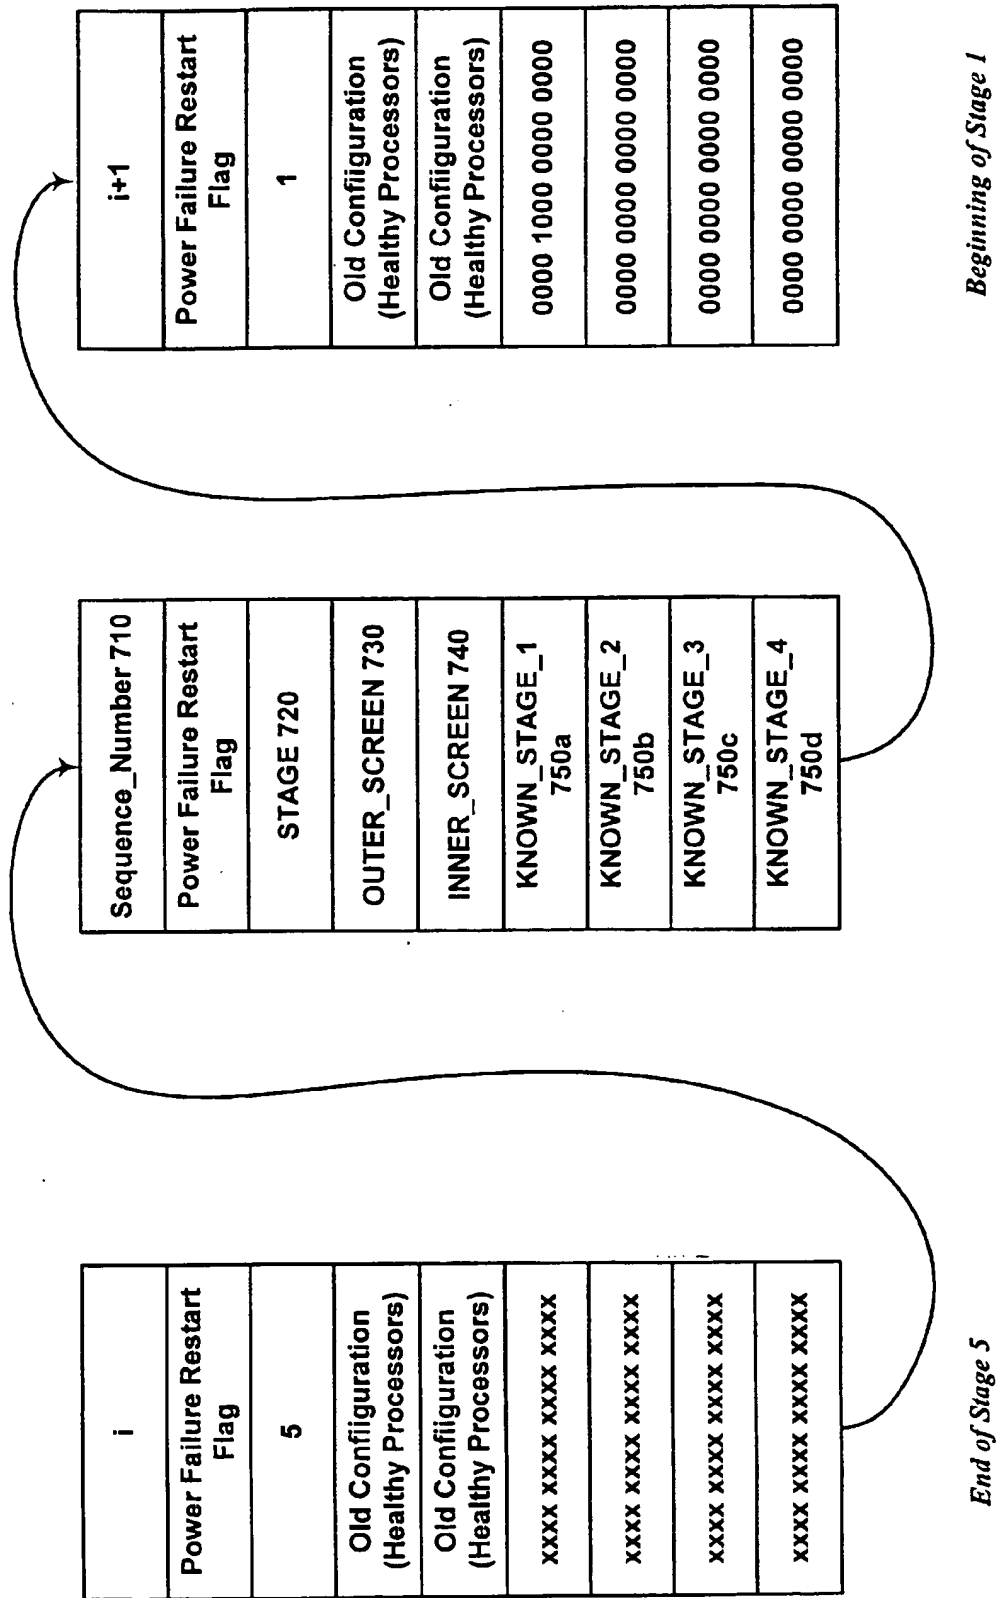 i
Power Failure Restart
Flag
5
Old Confiiguration
(Healthy Processors)
Old Confiiguration
(Healthy Processors)
xxxx xxxx xxxx xxxx
xxxx xxxx xxxx xxxx
xxxx xxxx xxxx xxxx
xxxx xxxx xxxx xxxx
End of Stage 5
Sequence_Number 710
Power Failure Restart
Flag
STAGE 720
OUTER_SCREEN 730
INNER_SCREEN 740
KNOWN_STAGE_1
750a
KNOWN_STAGE_2
750b
KNOWN_STAGE_3
750c
KNOWN_STAGE_4
750d
i+1
Power Failure Restart
Flag
1
Old Confiiguration
(Healthy Processors)
Old Confiiguration
(Healthy Processors)
0000 1000 0000 0000
0000 0000 0000 0000
0000 0000 0000 0000
0000 0000 0000 0000
Beginning of Stage 1